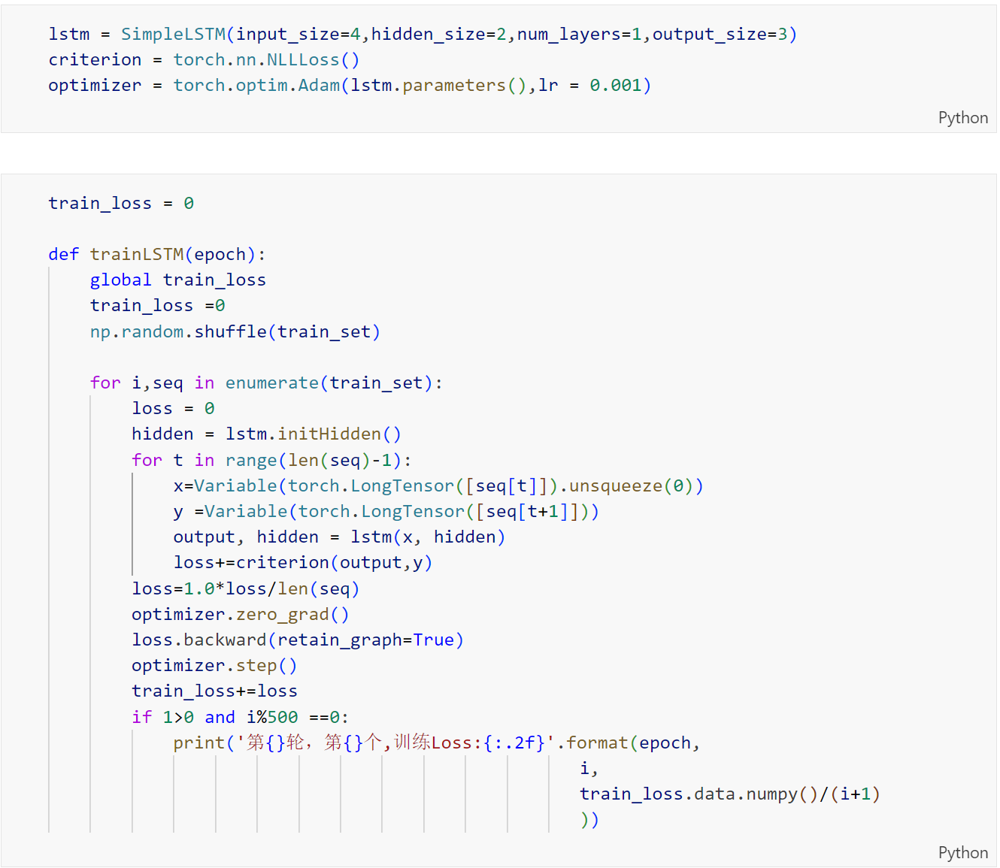 lstm = SimpleLSTM(input_size=4,hidden_size=2,num_layers=1,output_size=3)
criterion = torch.nn.NLLLoss()
optimizer = torch.optim.Adam(lstm.parameters(),lr = 0.001)
Python
train_loss = 0
def trainLSTM(epoch):
    global train_loss
    train_loss =0
    np.random.shuffle(train_set)
    for i,seq in enumerate(train_set):
        loss = 0
        hidden = lstm.initHidden()
        for t in range(len(seq)-1):
            x=Variable(torch.LongTensor([seq[t]]).unsqueeze(0))
            y =Variable(torch.LongTensor([seq[t+1]]))
            output, hidden = lstm(x, hidden)
            loss+=criterion(output,y)
        loss=1.0*loss/len(seq)
        optimizer.zero_grad()
        loss.backward(retain_graph=True)
        optimizer.step()
        train_loss+=loss
        if 1>0 and i%500 ==0:
            print('第{}轮，第{}个,训练Loss:{:.2f}'.format(epoch,
                                                   i,
                                                   train_loss.data.numpy()/(i+1)
                                                   ))
Python